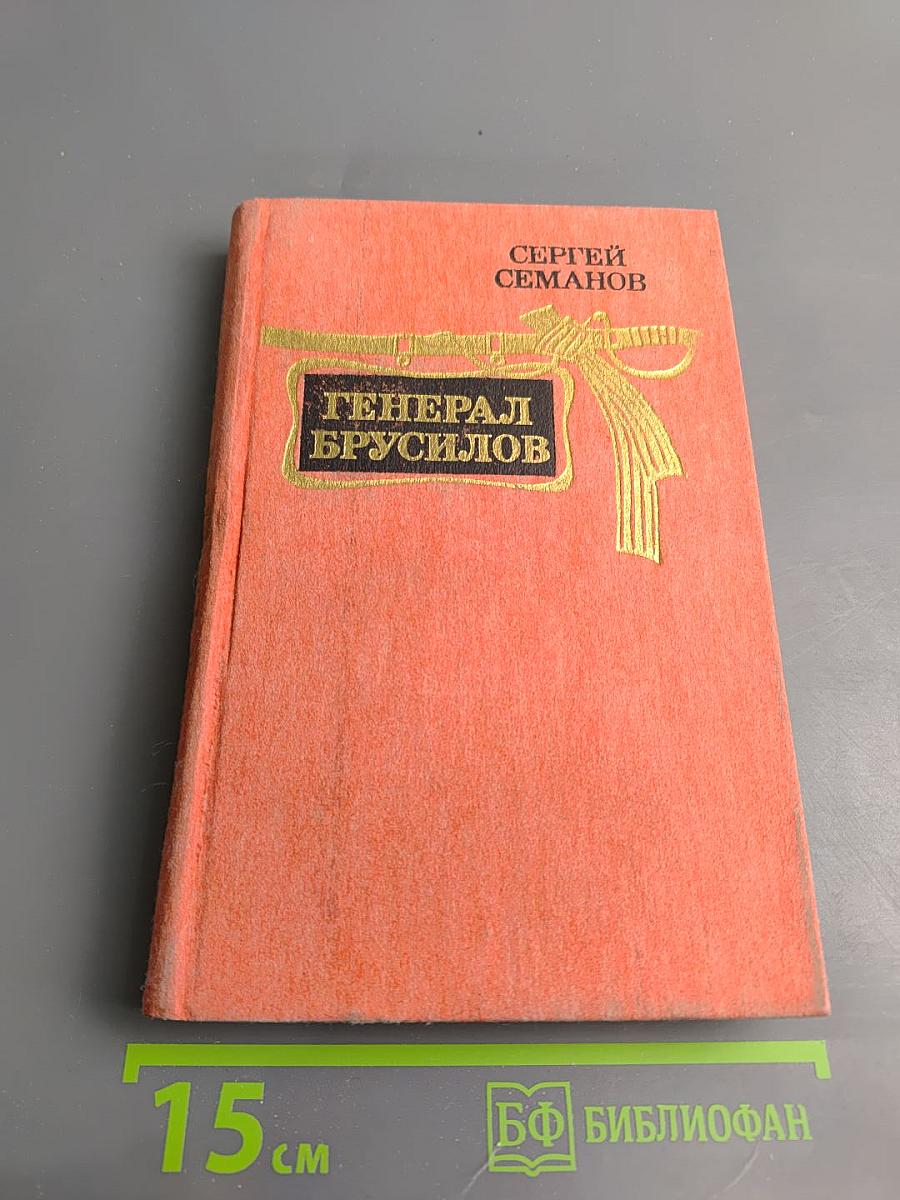 СЕРГЕЙ
СЕМАНОВ
ГЕНЕРАЛ
БРУСИЛОВ
15 см
БФ БИБЛИОФАН